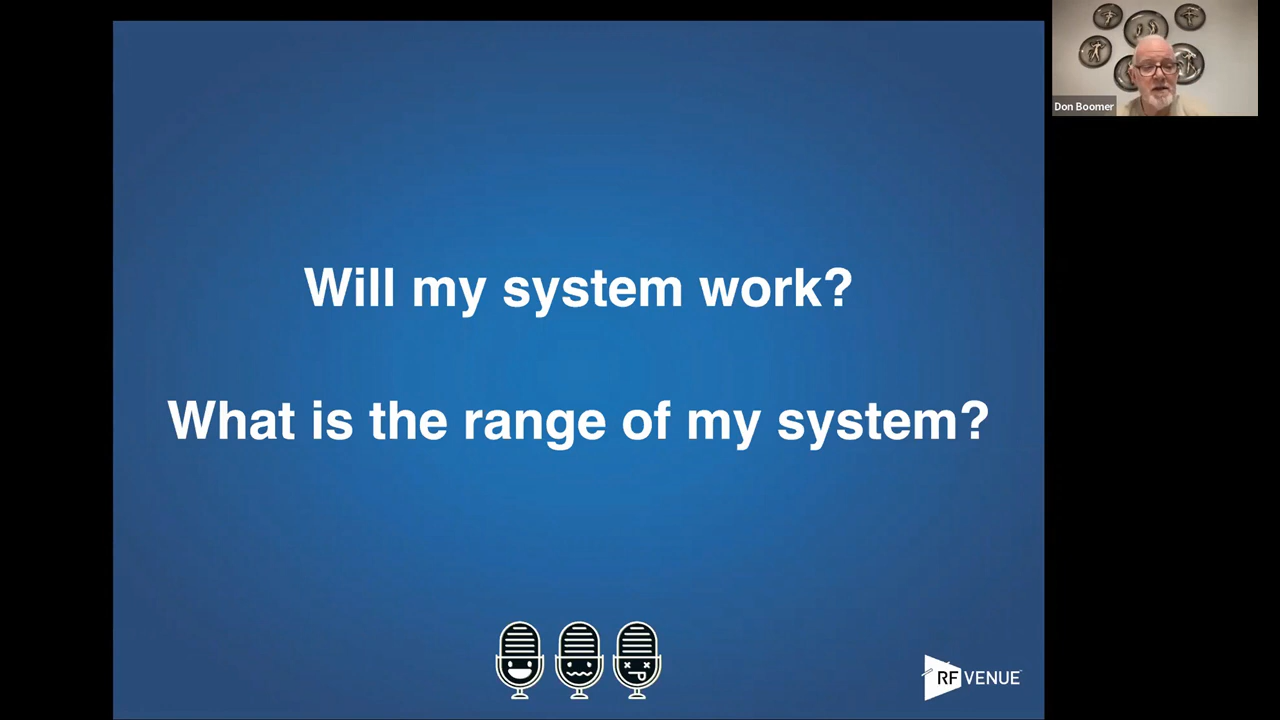 Don Boomer
Will my system work?
What is the range of my system?
RF VENUE